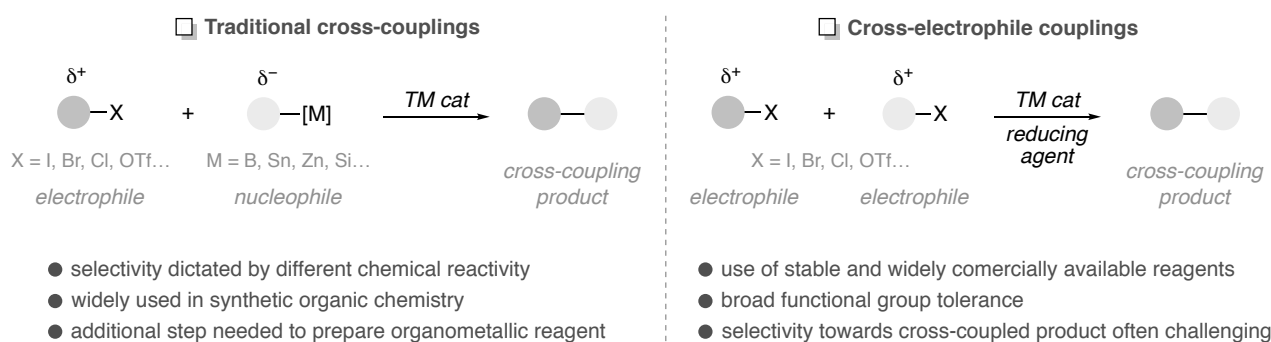 Traditional cross-couplings
δ⁺ δ⁻
X + [M] TM cat
X = I, Br, Cl, OTf... M = B, Sn, Zn, Si...
electrophile nucleophile cross-coupling
product
● selectivity dictated by different chemical reactivity
● widely used in synthetic organic chemistry
● additional step needed to prepare organometallic reagent
Cross-electrophile couplings
δ⁺ δ⁺
X + X TM cat
reducing
agent
X = I, Br, Cl, OTf...
electrophile electrophile cross-coupling
product
● use of stable and widely comercially available reagents
● broad functional group tolerance
● selectivity towards cross-coupled product often challenging